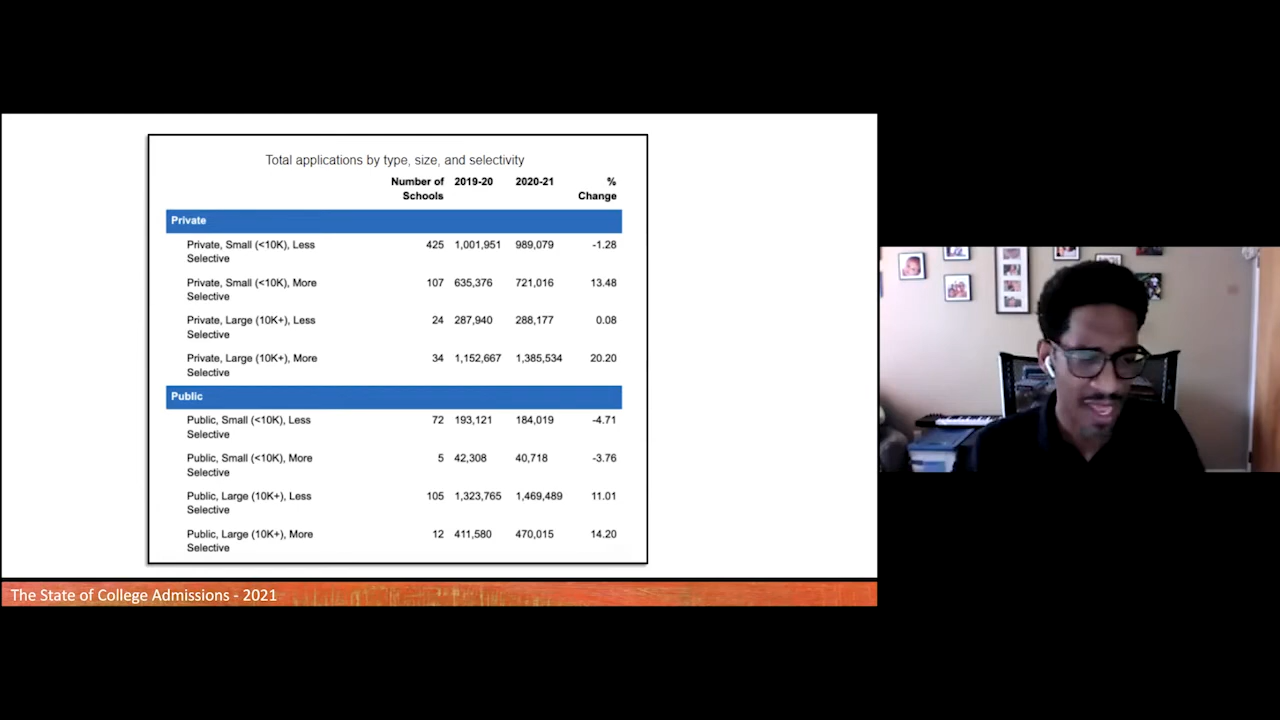 Total applications by type, size, and selectivity
Number of Schools 2019-20 2020-21 % Change
Private
Private, Small (<10K), Less Selective 425 1,001,951 989,079 -1.28
Private, Small (<10K), More Selective 107 635,376 721,016 13.48
Private, Large (10K+), Less Selective 24 287,940 288,177 0.08
Private, Large (10K+), More Selective 34 1,152,667 1,385,534 20.20
Public
Public, Small (<10K), Less Selective 72 193,121 184,019 -4.71
Public, Small (<10K), More Selective 5 42,308 40,718 -3.76
Public, Large (10K+), Less Selective 105 1,323,765 1,469,489 11.01
Public, Large (10K+), More Selective 12 411,580 470,015 14.20
The State of College Admissions - 2021